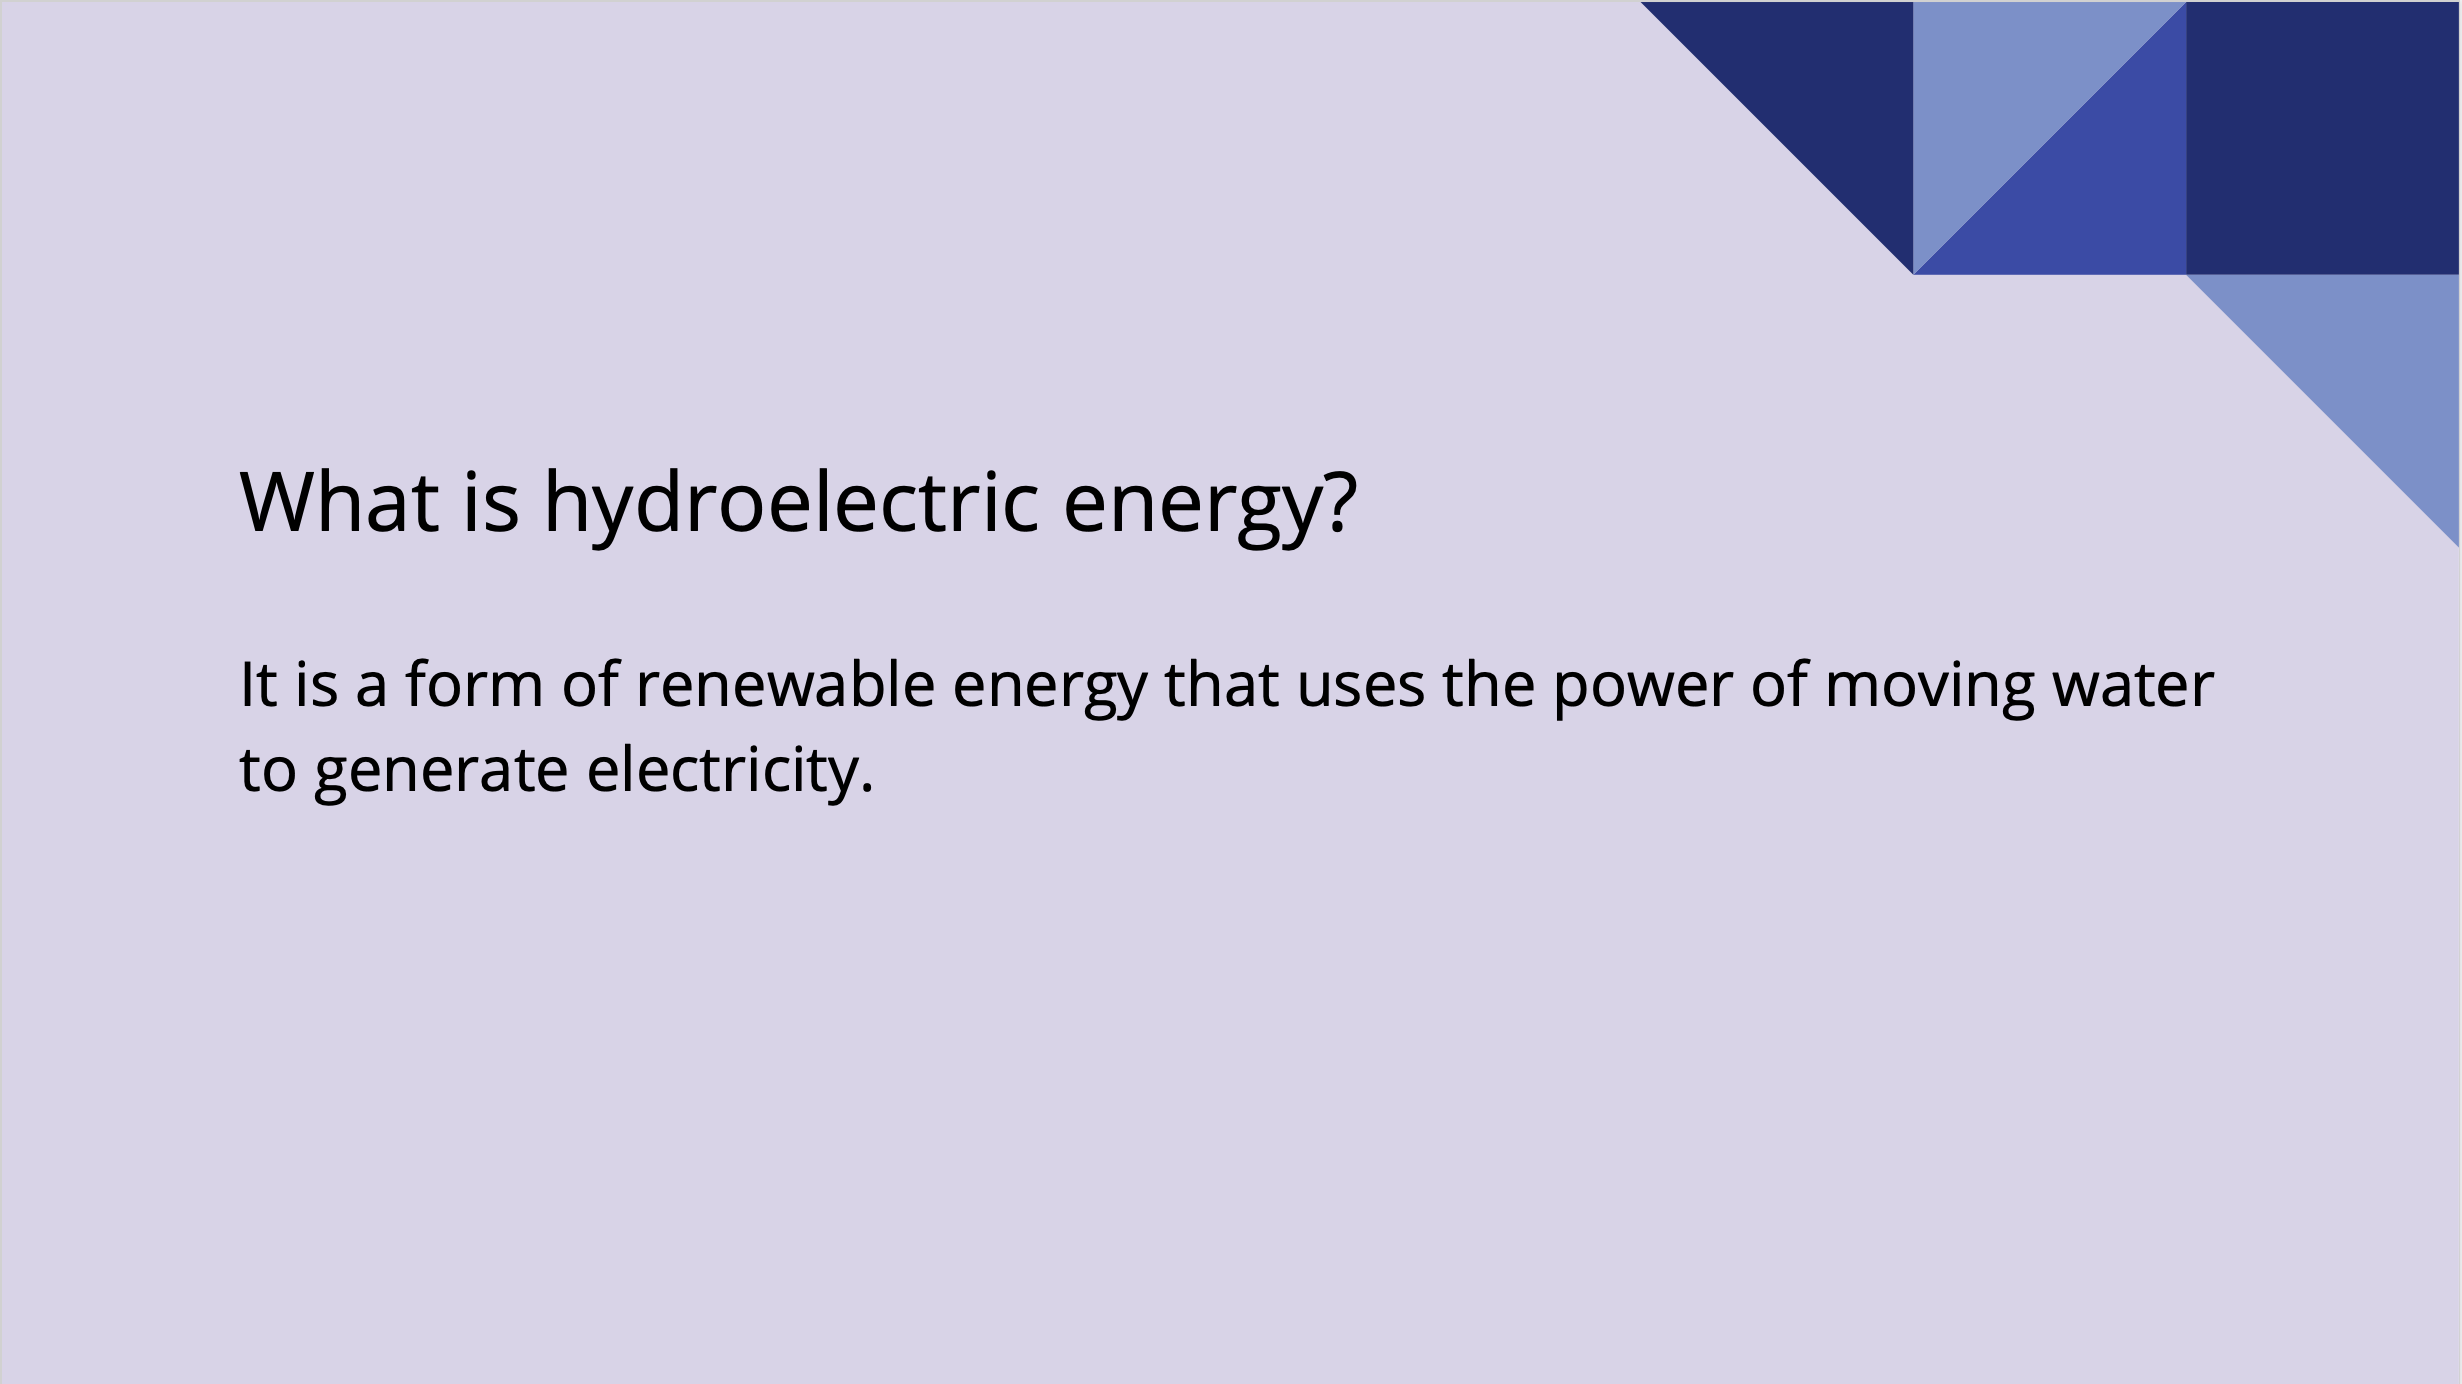 What is hydroelectric energy?
It is a form of renewable energy that uses the power of moving water
to generate electricity.